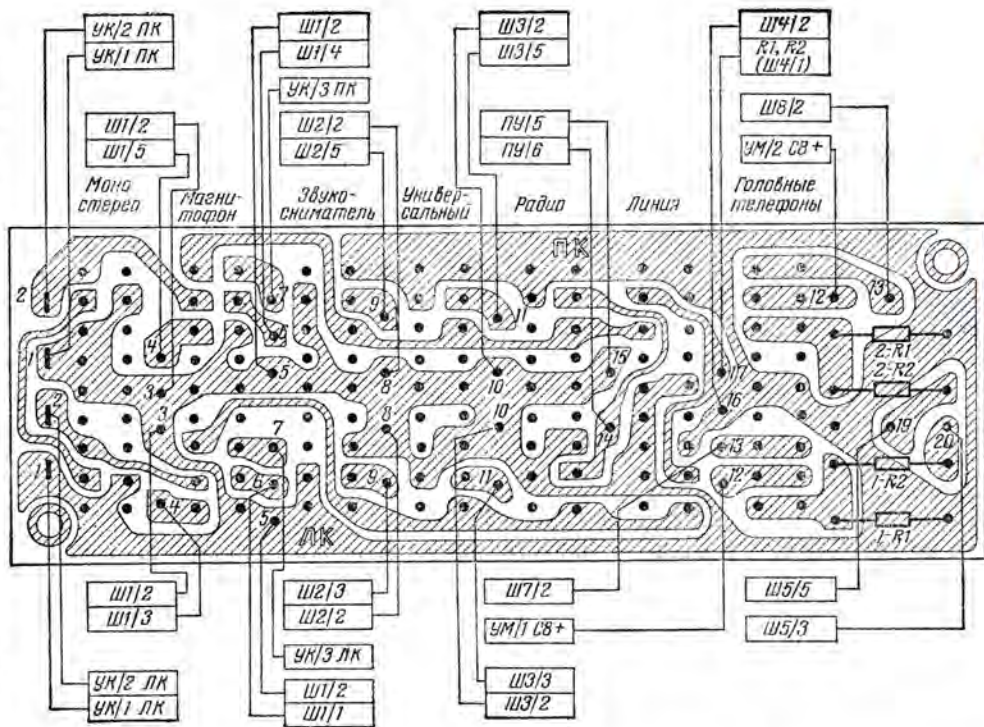 УК/2 ПК
УК/1 ПК
Ш1/2
Ш1/4
УК/3 ПК
Ш3/2
Ш3/5
Ш4/2
R1, R2
(Ш4/1)
Ш1/2
Ш1/5
Ш2/2
Ш2/5
ПУ/5
ПУ/6
Ш8/2
УМ/2 С8+
Моно
стерео
Магни-
тофон
Звуко-
сниматель
Универ-
сальный
Радио
Линия
Головные
телефоны
ПК
2
7
9
11
12
13
1
4
6
2-R1
5
8
10
15
17
2-R2
3
2
3
8
10
16
14
19
20
7
13
1
6
9
11
12
1-R2
4
5
ЛК
1-R1
Ш1/2
Ш1/3
Ш2/3
Ш2/2
Ш7/2
УМ/1 С8+
Ш5/5
Ш5/3
УК/3 ЛК
УК/2 ЛК
УК/1 ЛК
Ш1/2
Ш1/1
Ш3/3
Ш3/2